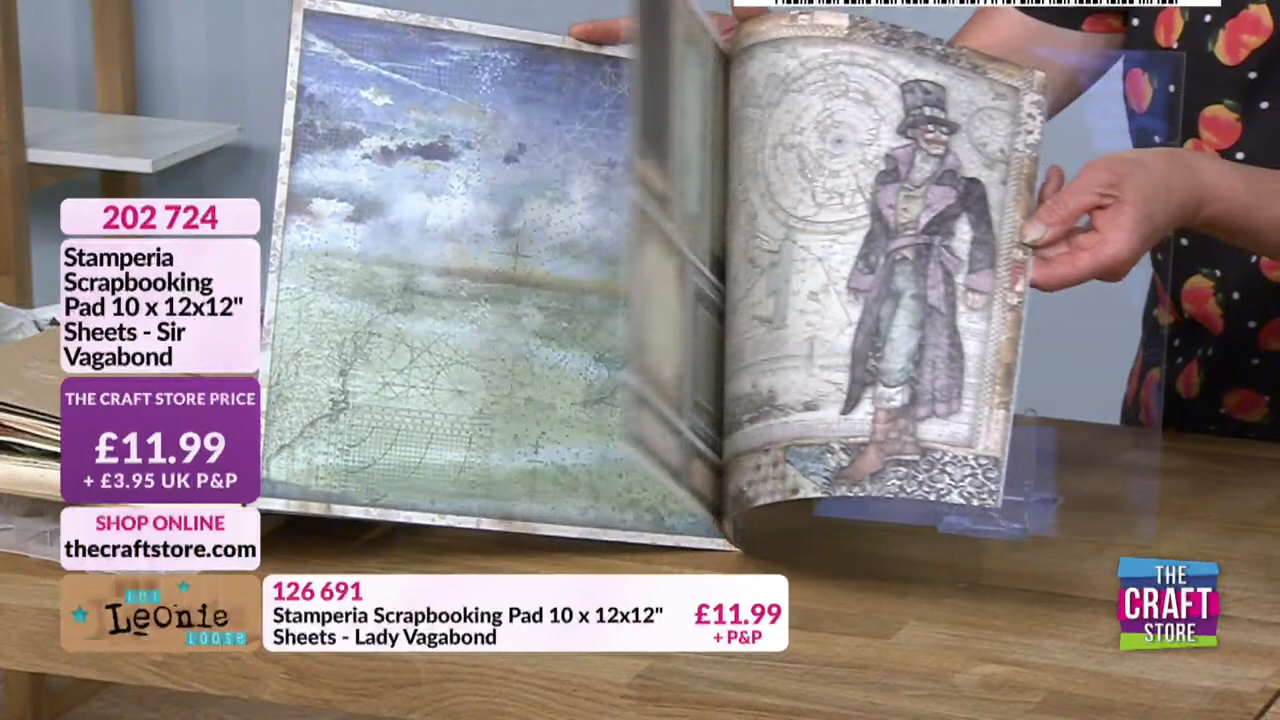 202 724
Stamperia
Scrapbooking
Pad 10 x 12x12"
Sheets - Sir
Vagabond
THE CRAFT STORE PRICE
£11.99
+ £3.95 UK P&P
SHOP ONLINE
thecraftstore.com
Leonie
LOOSE
126 691
Stamperia Scrapbooking Pad 10 x 12x12"
Sheets - Lady Vagabond
£11.99
+ P&P
THE
CRAFT
STORE